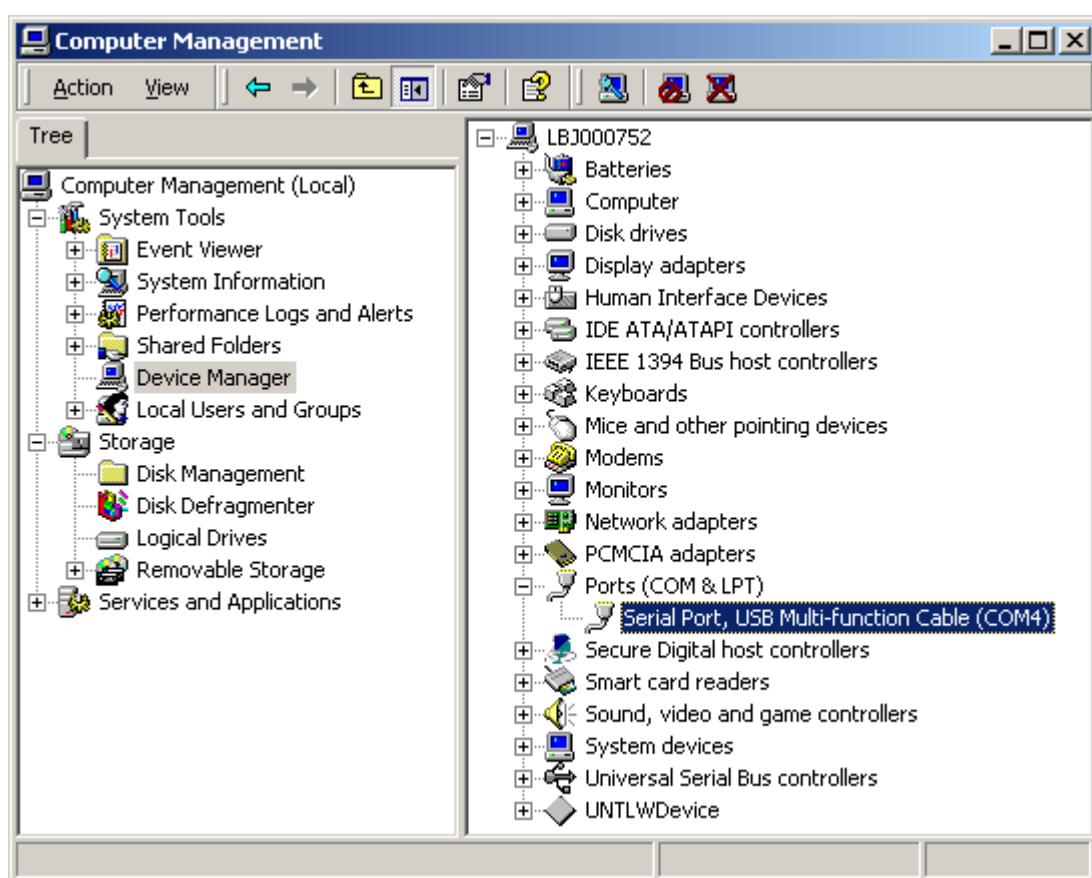 Computer Management
Action View
Tree
Computer Management (Local)
System Tools
Event Viewer
System Information
Performance Logs and Alerts
Shared Folders
Device Manager
Local Users and Groups
Storage
Disk Management
Disk Defragmenter
Logical Drives
Removable Storage
Services and Applications
LBJ000752
Batteries
Computer
Disk drives
Display adapters
Human Interface Devices
IDE ATA/ATAPI controllers
IEEE 1394 Bus host controllers
Keyboards
Mice and other pointing devices
Modems
Monitors
Network adapters
PCMCIA adapters
Ports (COM & LPT)
Serial Port, USB Multi-function Cable (COM4)
Secure Digital host controllers
Smart card readers
Sound, video and game controllers
System devices
Universal Serial Bus controllers
UNTLWDevice